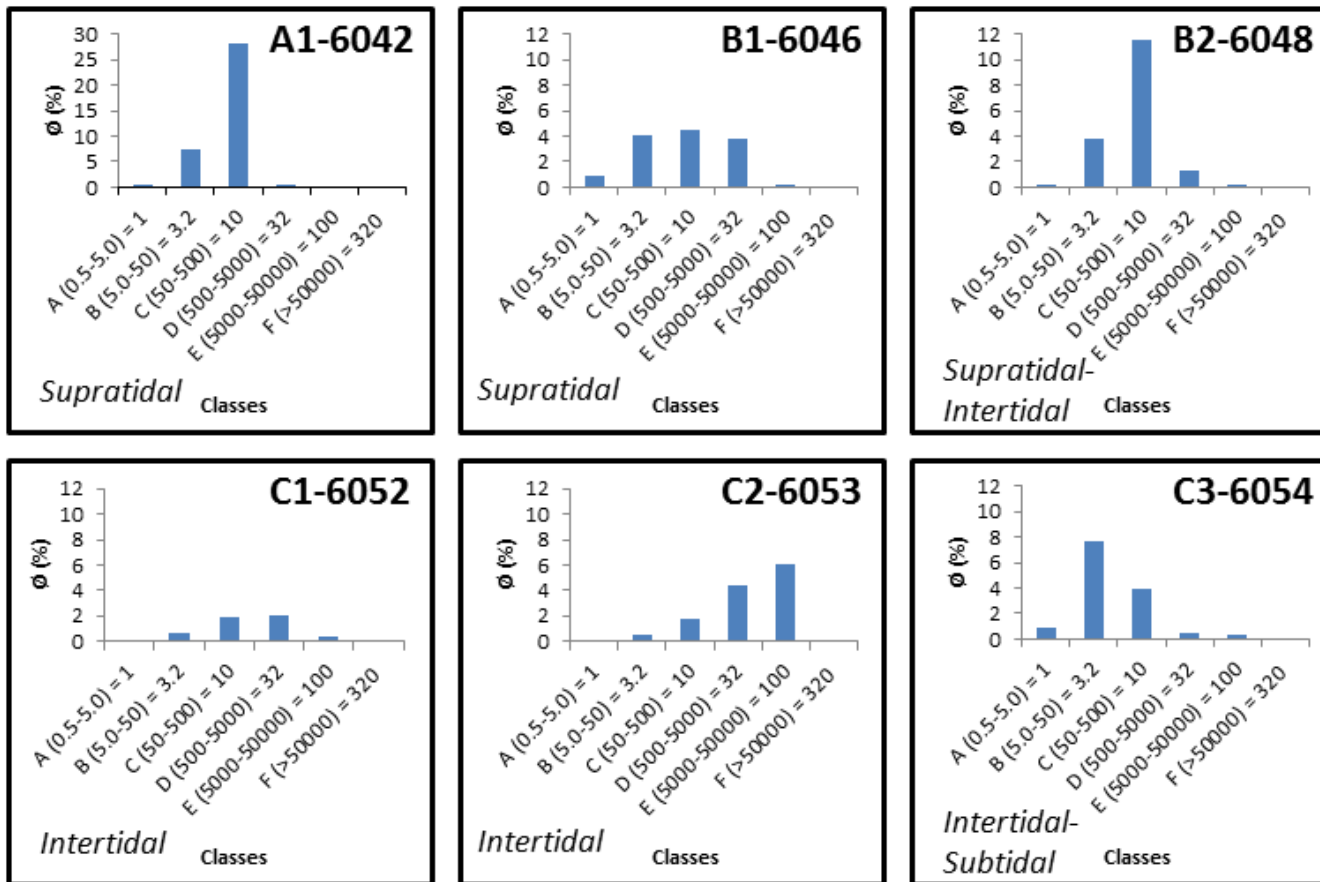 A1-6042
30
25
20
15
10
5
0
Ø (%)
A (0.5-5.0) = 1
B (5.0-50) = 3.2
C (50-500) = 10
D (500-5000) = 32
E (5000-50000) = 100
F (>50000) = 320
Supratidal
Classes
B1-6046
12
10
8
6
4
2
0
Ø (%)
A (0.5-5.0) = 1
B (5.0-50) = 3.2
C (50-500) = 10
D (500-5000) = 32
E (5000-50000) = 100
F (>50000) = 320
Supratidal
Classes
B2-6048
12
10
8
6
4
2
0
Ø (%)
A (0.5-5.0) = 1
B (5.0-50) = 3.2
C (50-500) = 10
D (500-5000) = 32
E (5000-50000) = 100
F (>50000) = 320
Supratidal-
Intertidal
Classes
C1-6052
12
10
8
6
4
2
0
Ø (%)
A (0.5-5.0) = 1
B (5.0-50) = 3.2
C (50-500) = 10
D (500-5000) = 32
E (5000-50000) = 100
F (>50000) = 320
Intertidal
Classes
C2-6053
12
10
8
6
4
2
0
Ø (%)
A (0.5-5.0) = 1
B (5.0-50) = 3.2
C (50-500) = 10
D (500-5000) = 32
E (5000-50000) = 100
F (>50000) = 320
Intertidal
Classes
C3-6054
12
10
8
6
4
2
0
Ø (%)
A (0.5-5.0) = 1
B (5.0-50) = 3.2
C (50-500) = 10
D (500-5000) = 32
E (5000-50000) = 100
F (>50000) = 320
Intertidal-
Subtidal
Classes